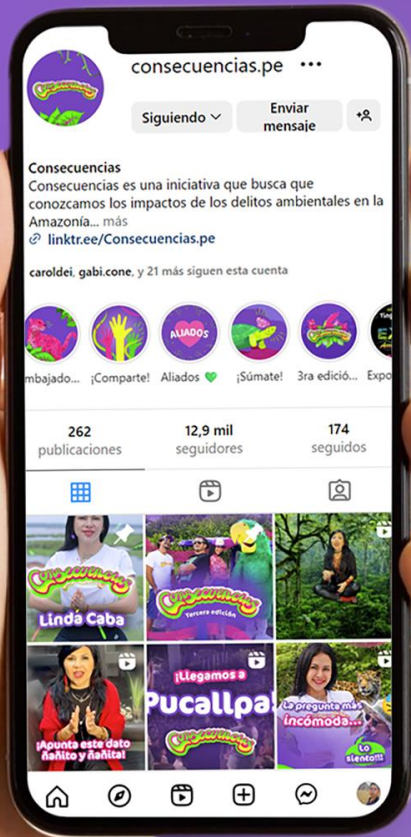 consecuencias.pe
Consecuencias
Siguiendo
Enviar
mensaje
Consecuencias
Consecuencias es una iniciativa que busca que
conozcamos los impactos de los delitos ambientales en la
Amazonía... más
linktr.ee/Consecuencias.pe
caroldei, gabi.cone, y 21 más siguen esta cuenta
ALIADOS
mbajado...
¡Comparte!
Aliados 💚
¡Súmate!
3ra edició...
Expo
262
publicaciones
12,9 mil
seguidores
174
seguidos
Consecuencias
Linda Caba
Consecuencias
Tercera edición
¡Apunta este dato
ñañito y ñañita!
¡Llegamos a
Pucallpa!
Consecuencias
La pregunta más
incómoda...
Lo
siento!!!